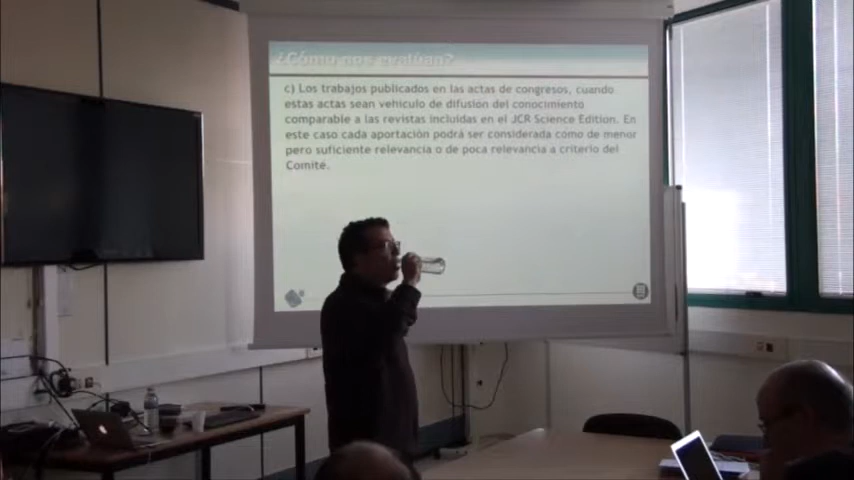 ¿Cómo nos evalúan?
c) Los trabajos publicados en las actas de congresos, cuando
estas actas sean vehículo de difusión del conocimiento
comparable a las revistas incluidas en el JCR Science Edition. En
este caso cada aportación podrá ser considerada como de menor
pero suficiente relevancia o de poca relevancia a criterio del
Comité.